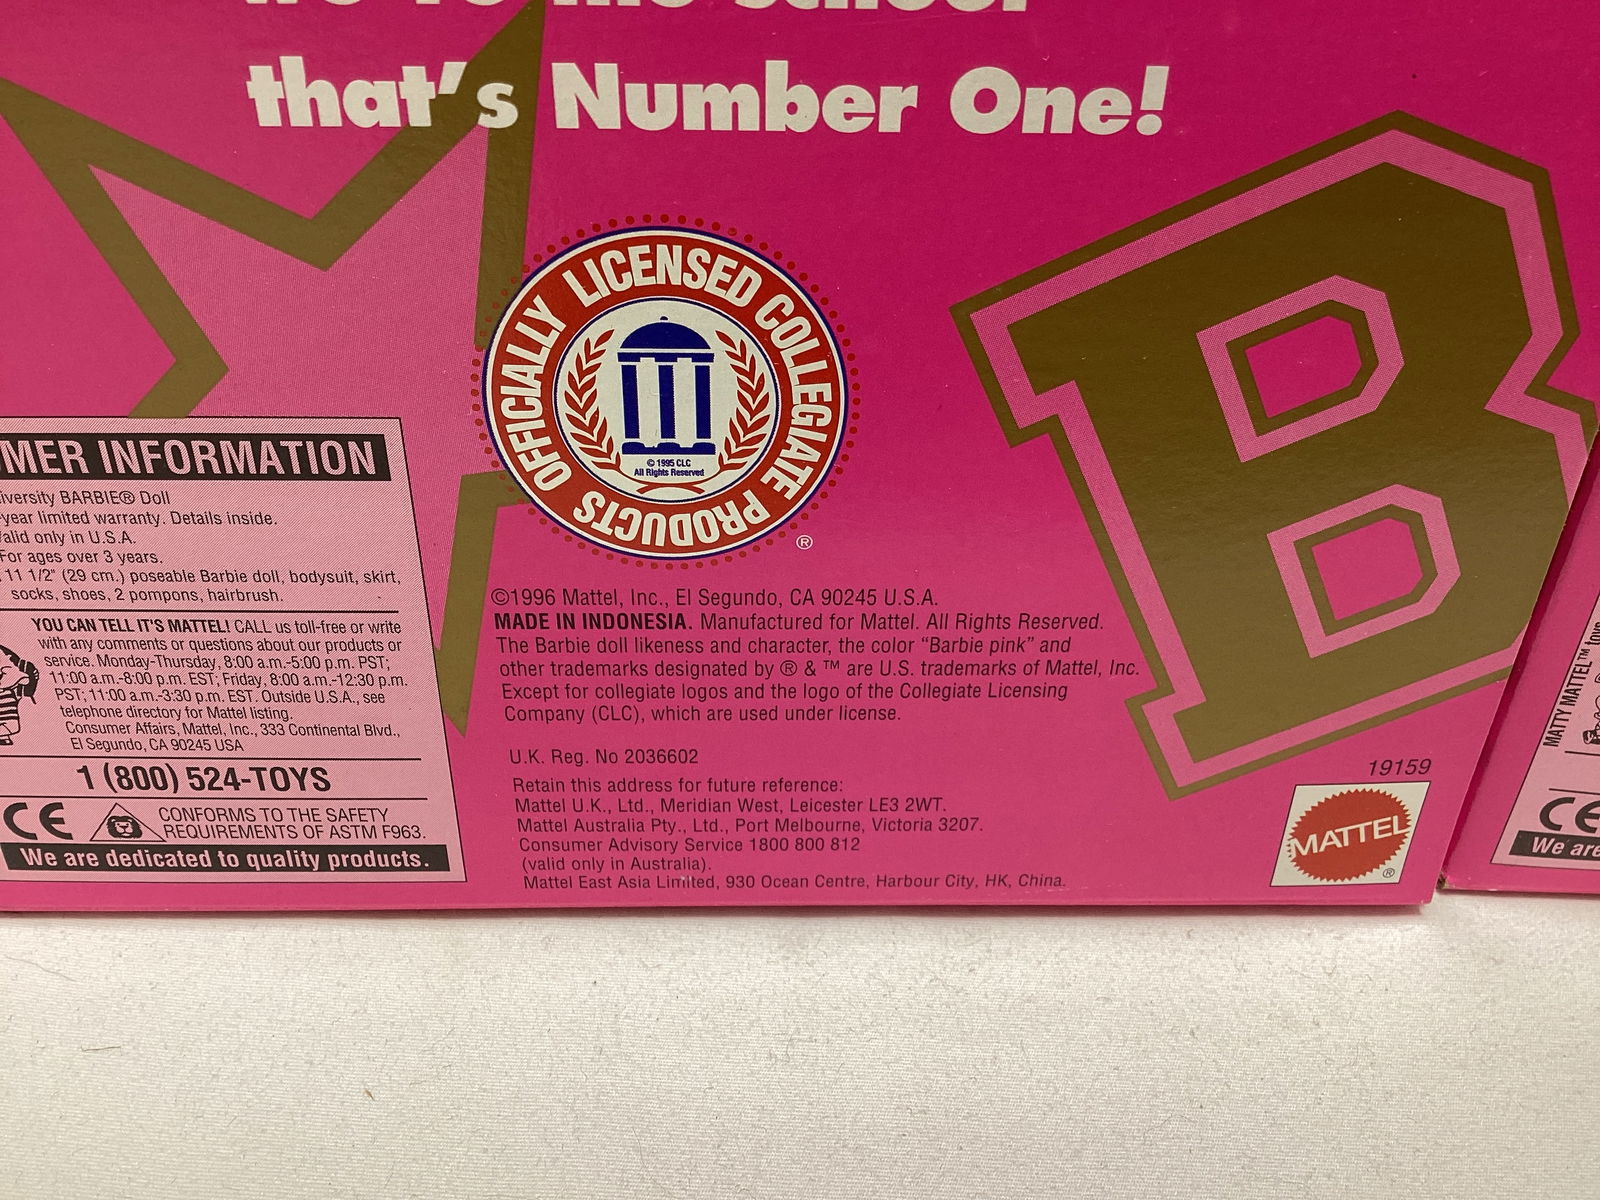 that's Number One!
OFFICIALLY LICENSED COLLEGIATE PRODUCTS
© 1995 CLC
All Rights Reserved
®
MER INFORMATION
iversity BARBIE® Doll
year limited warranty. Details inside.
alid only in U.S.A.
For ages over 3 years.
11 1/2" (29 cm.) poseable Barbie doll, bodysuit, skirt,
socks, shoes, 2 pompons, hairbrush.
YOU CAN TELL IT'S MATTEL! CALL us toll-free or write
with any comments or questions about our products or
service. Monday-Thursday, 8:00 a.m.-5:00 p.m. PST;
11:00 a.m.-8:00 p.m. EST; Friday, 8:00 a.m.-12:30 p.m.
PST; 11:00 a.m.-3:30 p.m. EST. Outside U.S.A., see
telephone directory for Mattel listing.
Consumer Affairs, Mattel, Inc., 333 Continental Blvd.,
El Segundo, CA 90245 USA
1 (800) 524-TOYS
CE
CONFORMS TO THE SAFETY
REQUIREMENTS OF ASTM F963.
We are dedicated to quality products.
©1996 Mattel, Inc., El Segundo, CA 90245 U.S.A.
MADE IN INDONESIA. Manufactured for Mattel. All Rights Reserved.
The Barbie doll likeness and character, the color "Barbie pink" and
other trademarks designated by ® & ™ are U.S. trademarks of Mattel, Inc.
Except for collegiate logos and the logo of the Collegiate Licensing
Company (CLC), which are used under license.
U.K. Reg. No 2036602
Retain this address for future reference:
Mattel U.K., Ltd., Meridian West, Leicester LE3 2WT.
Mattel Australia Pty., Ltd., Port Melbourne, Victoria 3207.
Consumer Advisory Service 1800 800 812
(valid only in Australia).
Mattel East Asia Limited, 930 Ocean Centre, Harbour City, HK, China.
B
19159
MATTEL
®
MATTY MATTEL™ toys
CE
We are